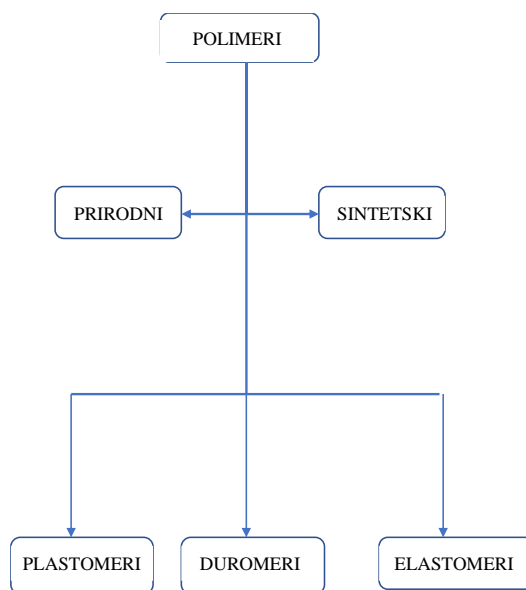 POLIMERI
PRIRODNI
SINTETSKI
PLASTOMERI
DUROMERI
ELASTOMERI